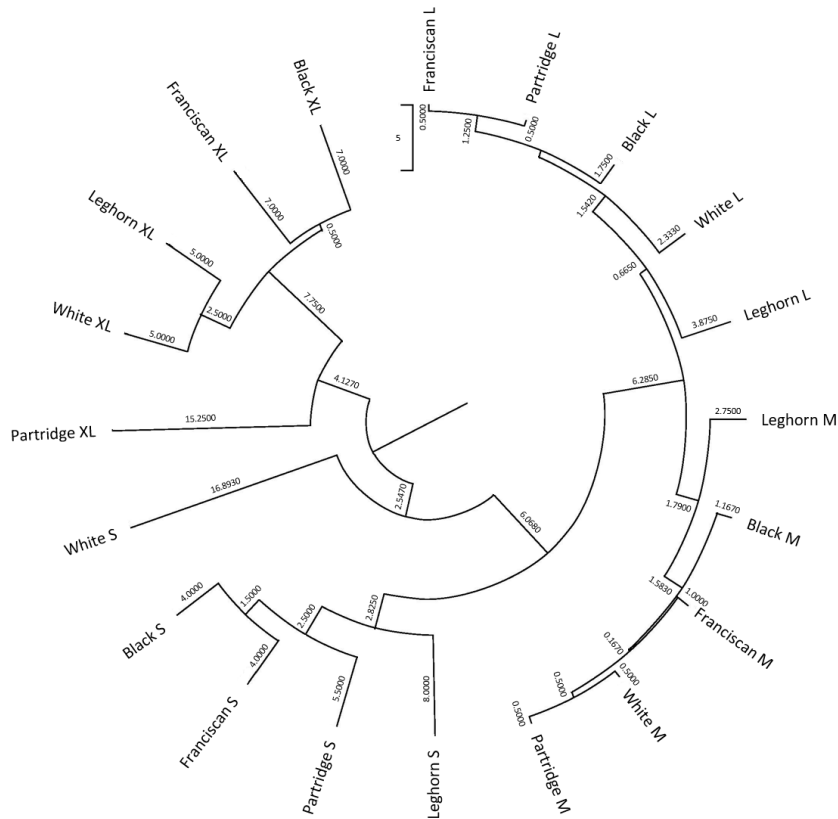 Franciscan L
0.5000
5
Partridge L
1.2500
0.5000
Black L
1.7500
1.5420
White L
2.3330
0.6650
Leghorn L
3.8750
6.2850
Leghorn M
2.7500
1.7900
Black M
1.1670
1.5830
1.0000
Franciscan M
0.1670
0.5000
White M
0.5000
Partridge M
0.5000
Leghorn S
8.0000
2.8250
Partridge S
5.5000
2.5000
Franciscan S
4.0000
1.5000
Black S
4.0000
6.0680
2.5470
White S
16.8930
Partridge XL
15.2500
4.1270
7.7500
White XL
5.0000
2.5000
Leghorn XL
5.0000
Franciscan XL
7.0000
0.5000
Black XL
7.0000